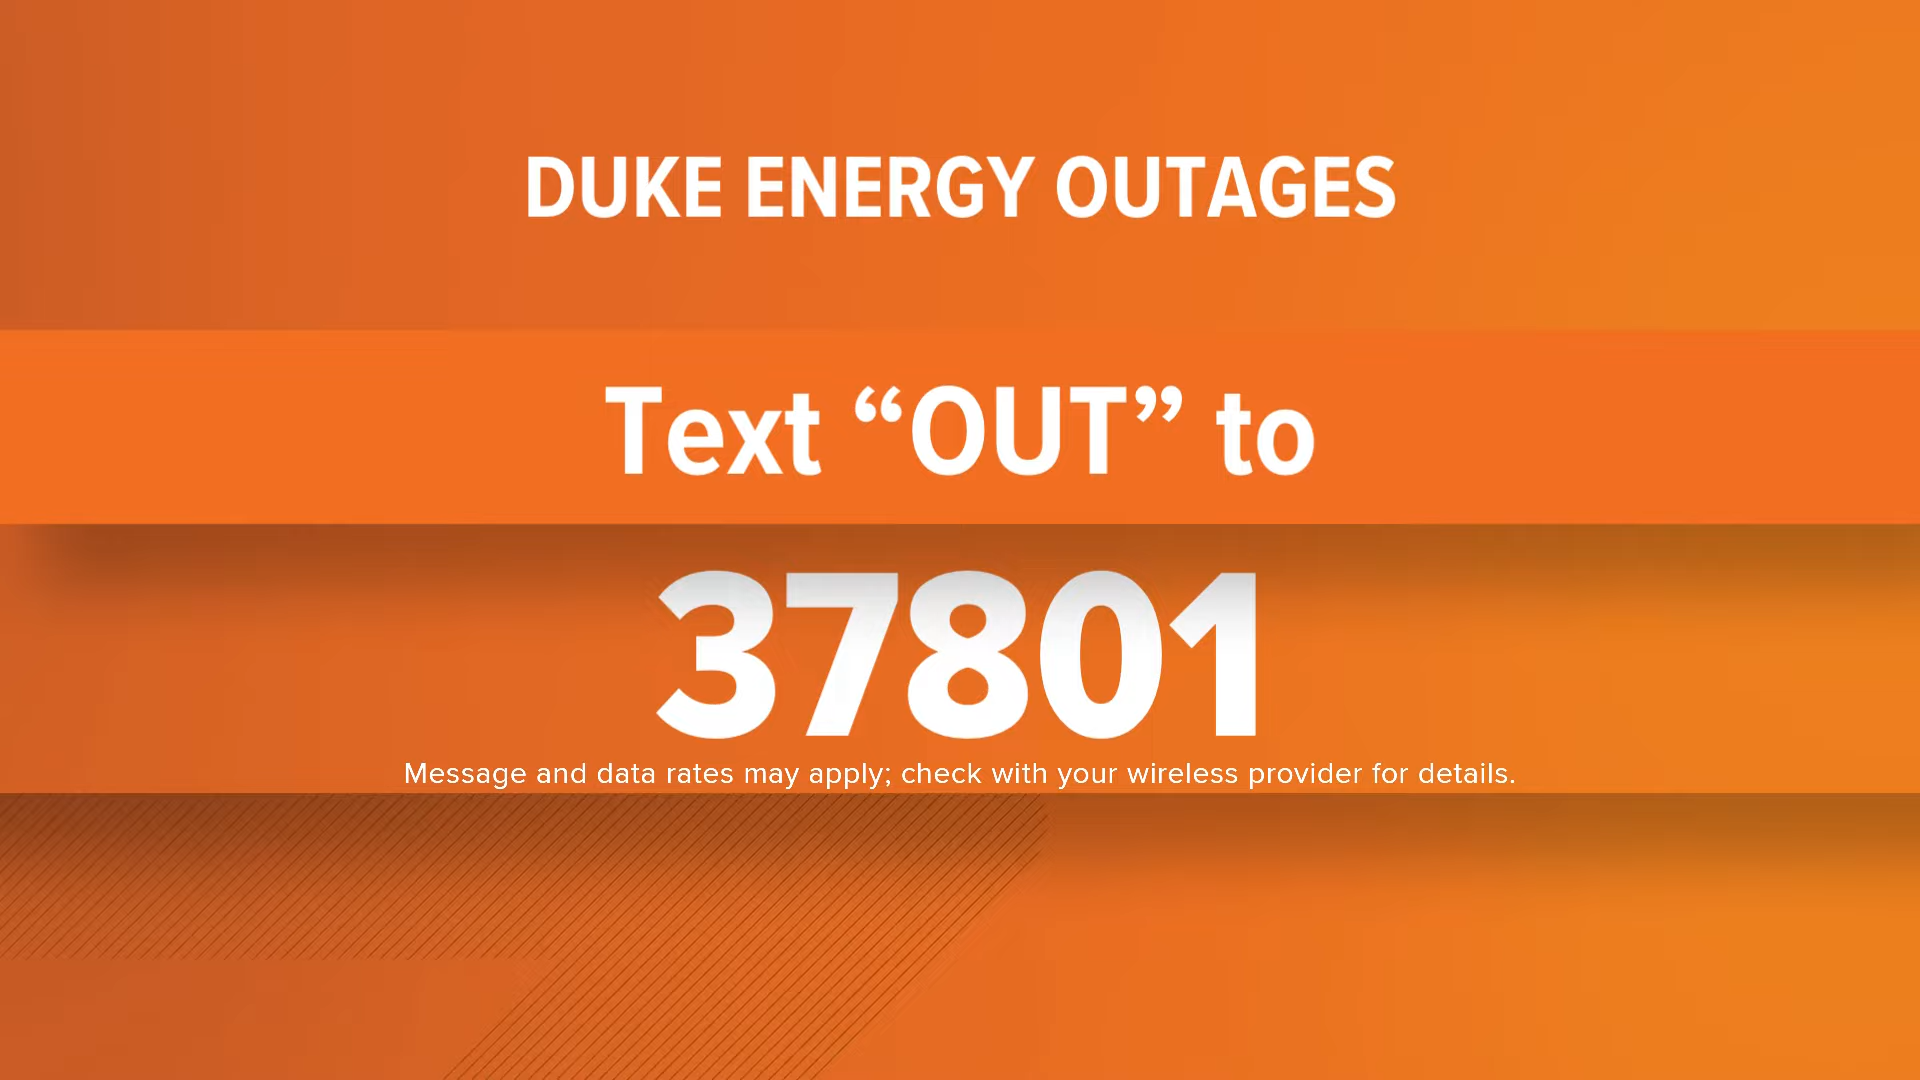 DUKE ENERGY OUTAGES
Text “OUT” to
37801
Message and data rates may apply; check with your wireless provider for details.